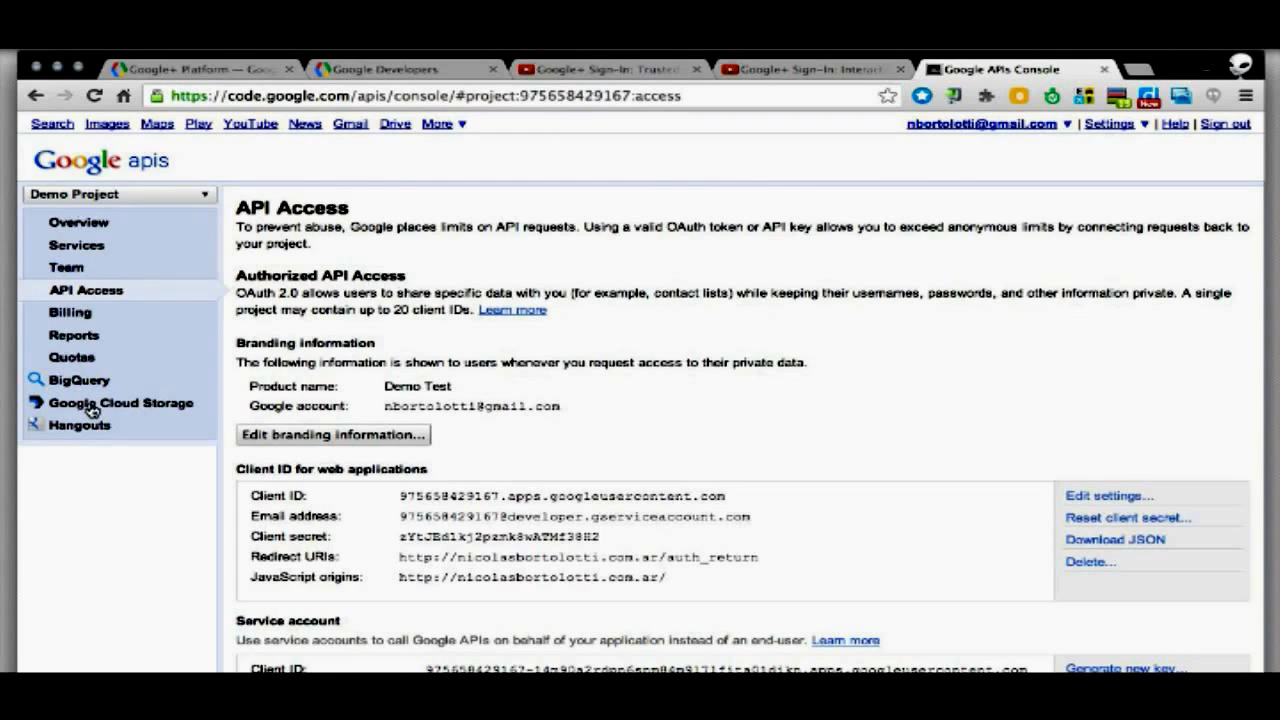 Google+ Platform — Goo
Google Developers
Google+ Sign-In: Trusted
Google+ Sign-In: Interact
Google APIs Console
https://code.google.com/apis/console/#project:975658429167:access
New
Search Images Maps Play YouTube News Gmail Drive More
nbortolotti@gmail.com | Settings | Help | Sign out
Google apis
Demo Project
Overview
Services
Team
API Access
Billing
Reports
Quotas
BigQuery
Google Cloud Storage
Hangouts
API Access
To prevent abuse, Google places limits on API requests. Using a valid OAuth token or API key allows you to exceed anonymous limits by connecting requests back to
your project.
Authorized API Access
OAuth 2.0 allows users to share specific data with you (for example, contact lists) while keeping their usernames, passwords, and other information private. A single
project may contain up to 20 client IDs. Learn more
Branding information
The following information is shown to users whenever you request access to their private data.
Product name: Demo Test
Google account: nbortolotti@gmail.com
Edit branding information...
Client ID for web applications
Client ID: 975658429167.apps.googleusercontent.com
Email address: 975658429167@developer.gserviceaccount.com
Client secret:
Redirect URIs: http://nicolasbortolotti.com.ar/auth_return
JavaScript origins: http://nicolasbortolotti.com.ar/
Edit settings...
Reset client secret...
Download JSON
Delete...
Service account
Use service accounts to call Google APIs on behalf of your application instead of an end-user. Learn more
Client ID:
Generate new key...